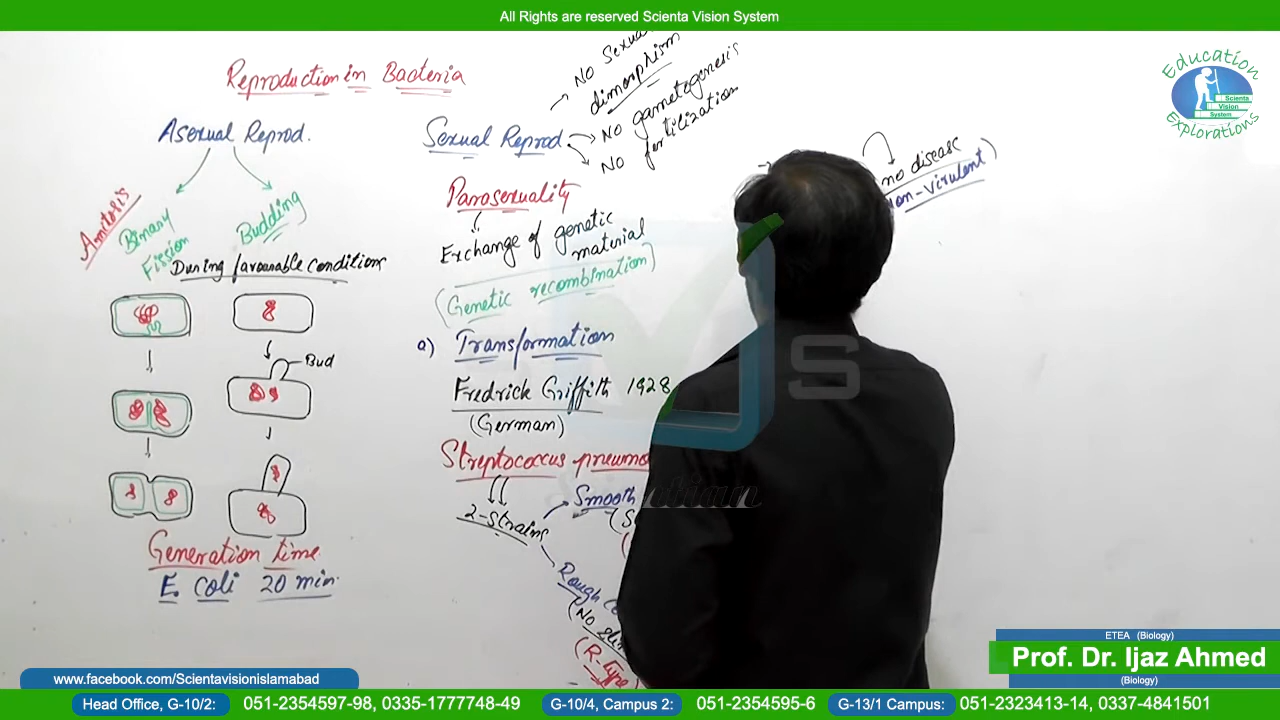 All Rights are reserved Scienta Vision System
Education
Scienta
Vision
System
Explorations
Reproduction in Bacteria
Asexual Reprod.
Amitosis
Binary
Fission
Budding
During favourable Conditions
Bud
Generation time
E. coli 20 min.
Sexual Reprod
No Sexual
dimorphism
No gametogenesis
No fertilization
Parasexuality
Exchange of genetic
material
(Genetic recombination)
a) Transformation
Fredrick Griffith 1928
(German)
Streptococcus
2-Strains
Smooth
Rough
(No
(R-type)
no disease
non-virulent)
S
ETEA (Biology)
Prof. Dr. Ijaz Ahmed
(Biology)
www.facebook.com/Scientavisionislamabad
Head Office, G-10/2: 051-2354597-98, 0335-1777748-49 G-10/4, Campus 2: 051-2354595-6 G-13/1 Campus: 051-2323413-14, 0337-4841501